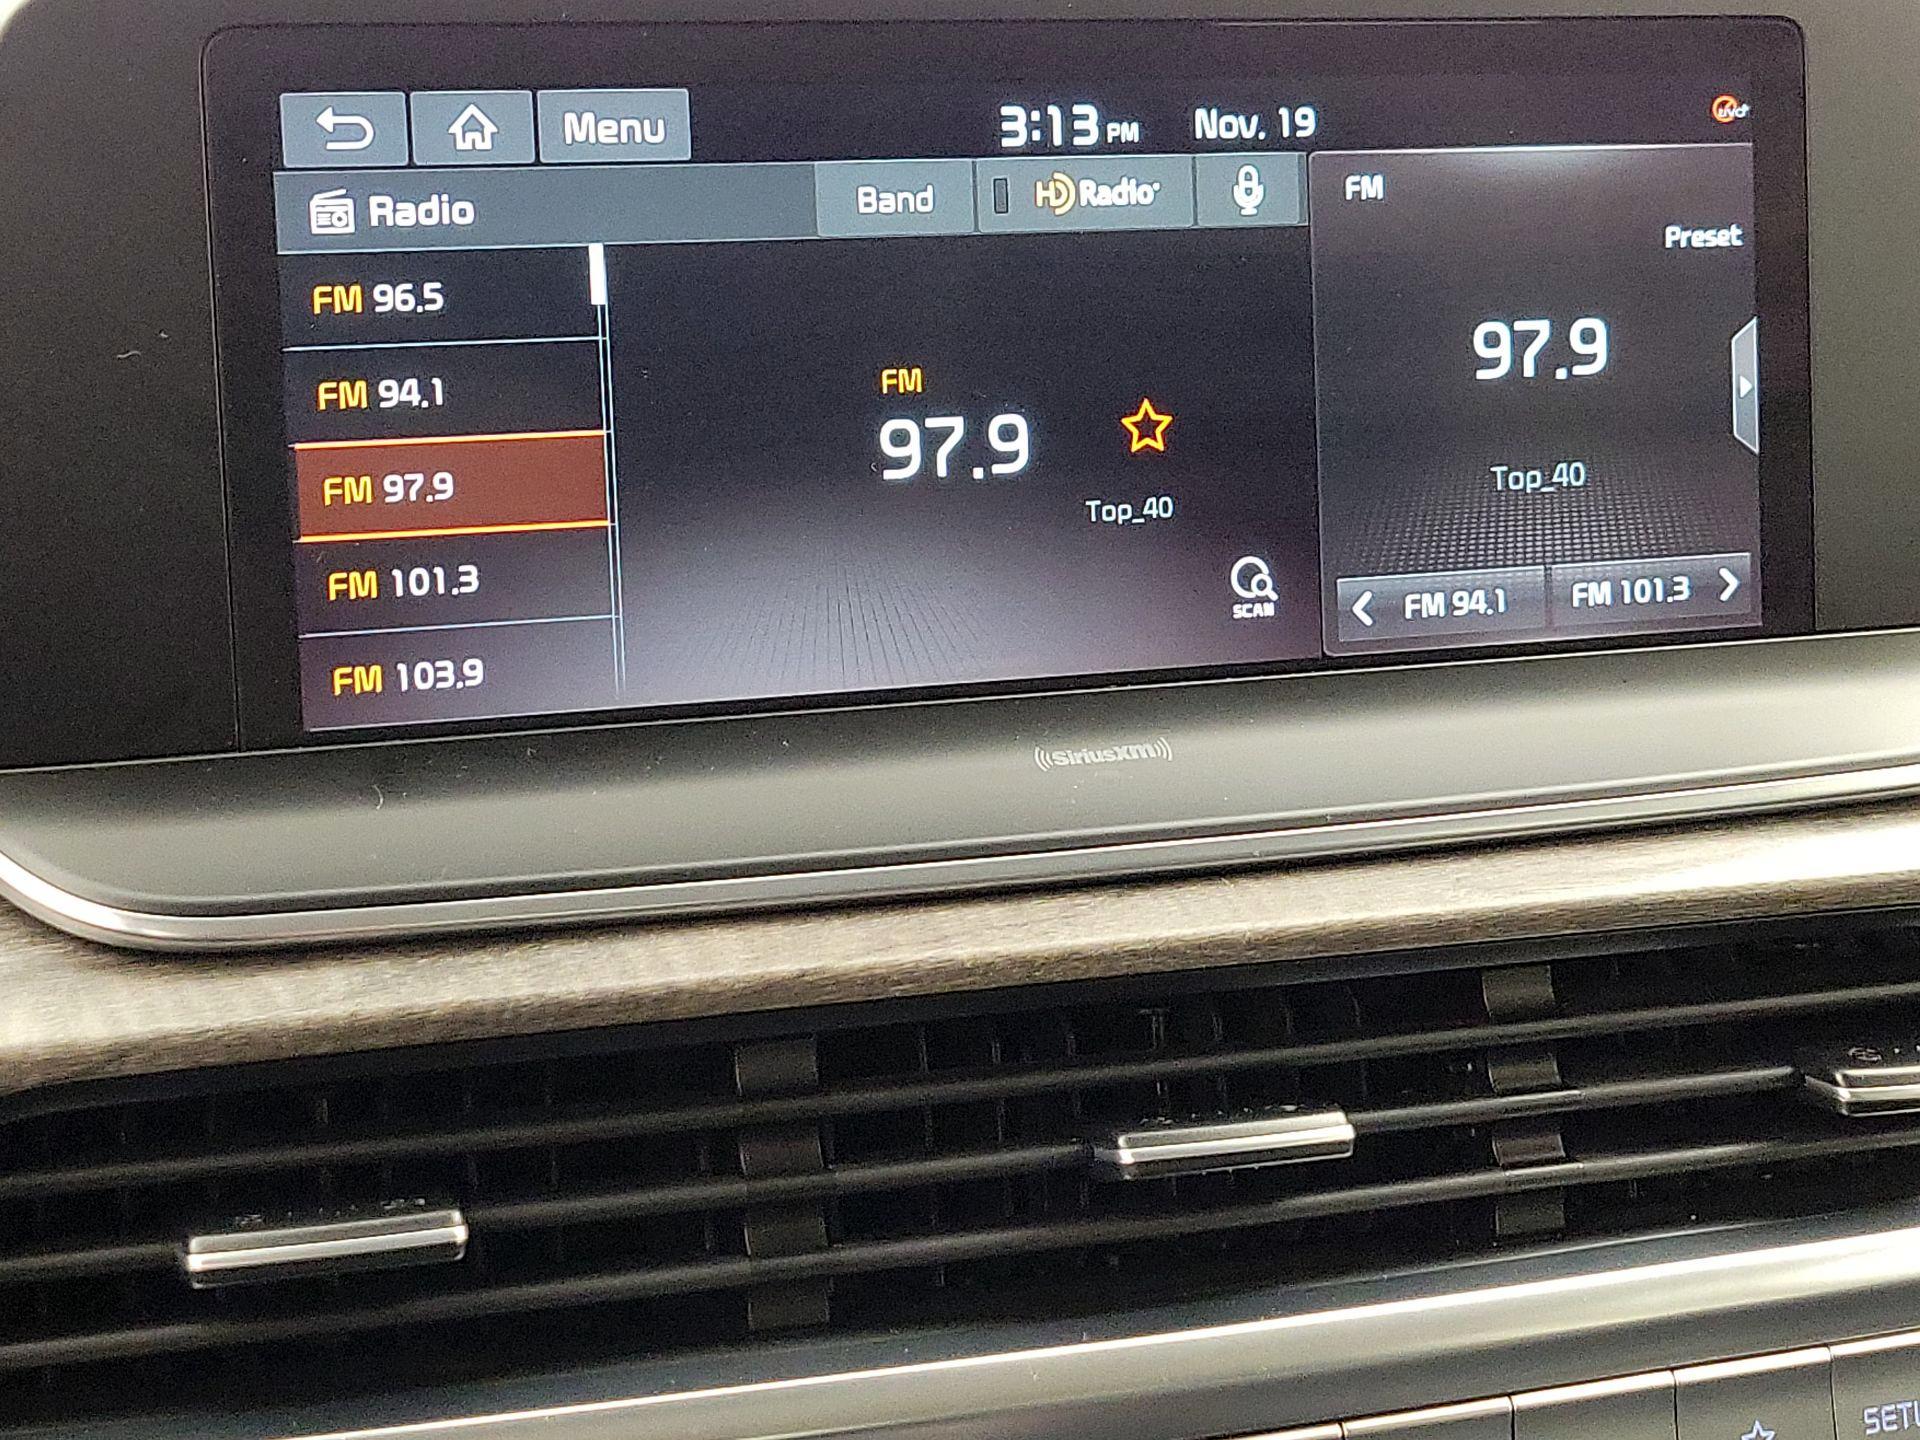 Menu
3:13 PM Nov. 19
UVO
Radio
Band
HD Radio
FM
Preset
FM 96.5
FM 94.1
FM 97.9
FM 101.3
FM 103.9
FM
97.9
Top_40
SCAN
97.9
Top_40
FM 94.1
FM 101.3
((SiriusXM))